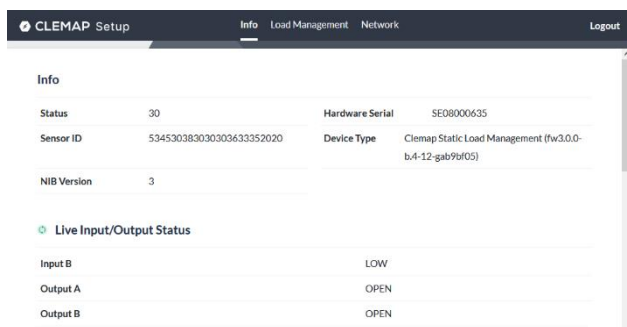 CLEMAP Setup Info Load Management Network Logout
Info
Status 30 Hardware Serial SE08000635
Sensor ID 534530383030303633352020 Device Type Clemap Static Load Management (fw3.0.0-
b.4-12-gab9bf05)
NIB Version 3
Live Input/Output Status
Input B LOW
Output A OPEN
Output B OPEN